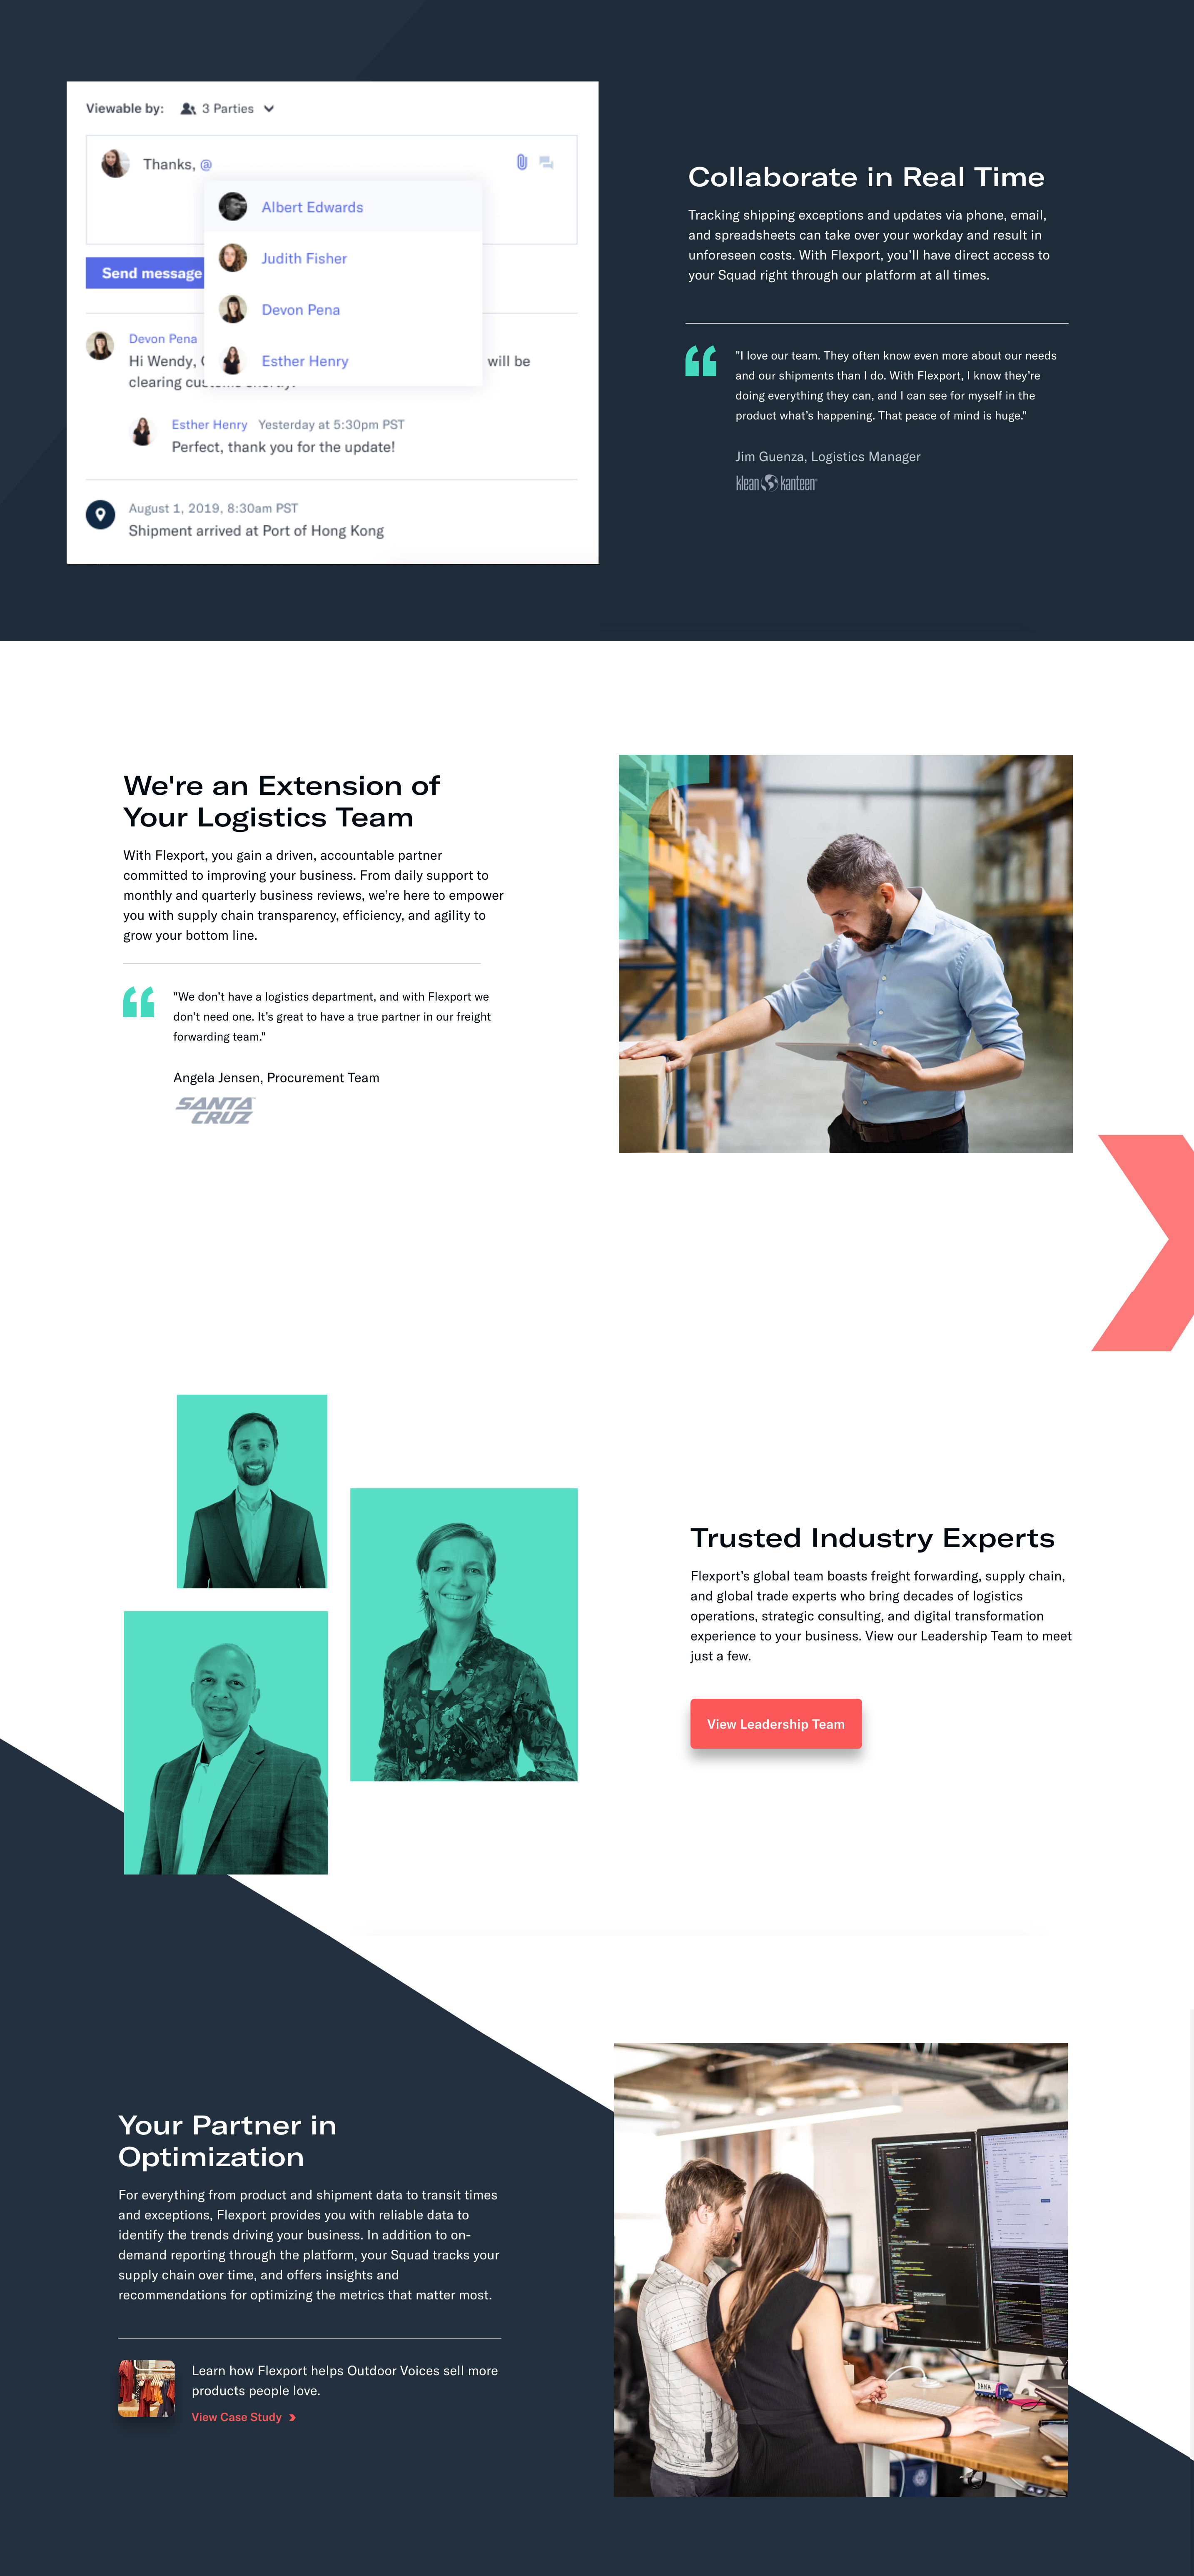 Viewable by: 3 Parties
Thanks, @
Albert Edwards
Judith Fisher
Devon Pena
Esther Henry
Send message
Devon Pena
Hi Wendy, will be
clearing customs shortly.
Esther Henry Yesterday at 5:30pm PST
Perfect, thank you for the update!
August 1, 2019, 8:30am PST
Shipment arrived at Port of Hong Kong
Collaborate in Real Time
Tracking shipping exceptions and updates via phone, email,
and spreadsheets can take over your workday and result in
unforeseen costs. With Flexport, you’ll have direct access to
your Squad right through our platform at all times.
"I love our team. They often know even more about our needs
and our shipments than I do. With Flexport, I know they’re
doing everything they can, and I can see for myself in the
product what’s happening. That peace of mind is huge."
Jim Guenza, Logistics Manager
klean kanteen
We're an Extension of
Your Logistics Team
With Flexport, you gain a driven, accountable partner
committed to improving your business. From daily support to
monthly and quarterly business reviews, we’re here to empower
you with supply chain transparency, efficiency, and agility to
grow your bottom line.
"We don’t have a logistics department, and with Flexport we
don’t need one. It’s great to have a true partner in our freight
forwarding team."
Angela Jensen, Procurement Team
SANTA
CRUZ
Trusted Industry Experts
Flexport’s global team boasts freight forwarding, supply chain,
and global trade experts who bring decades of logistics
operations, strategic consulting, and digital transformation
experience to your business. View our Leadership Team to meet
just a few.
View Leadership Team
Your Partner in
Optimization
For everything from product and shipment data to transit times
and exceptions, Flexport provides you with reliable data to
identify the trends driving your business. In addition to on-
demand reporting through the platform, your Squad tracks your
supply chain over time, and offers insights and
recommendations for optimizing the metrics that matter most.
Learn how Flexport helps Outdoor Voices sell more
products people love.
View Case Study
DANA